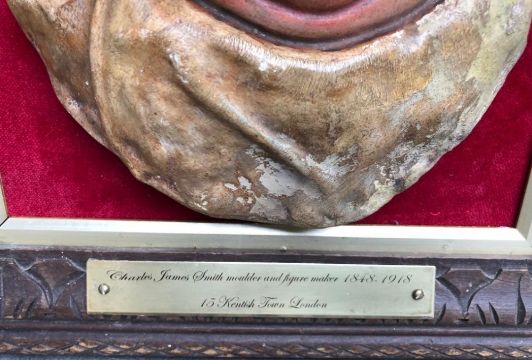 Charles James Smith moulder and figure maker 1848-1918
15 Kentish Town London